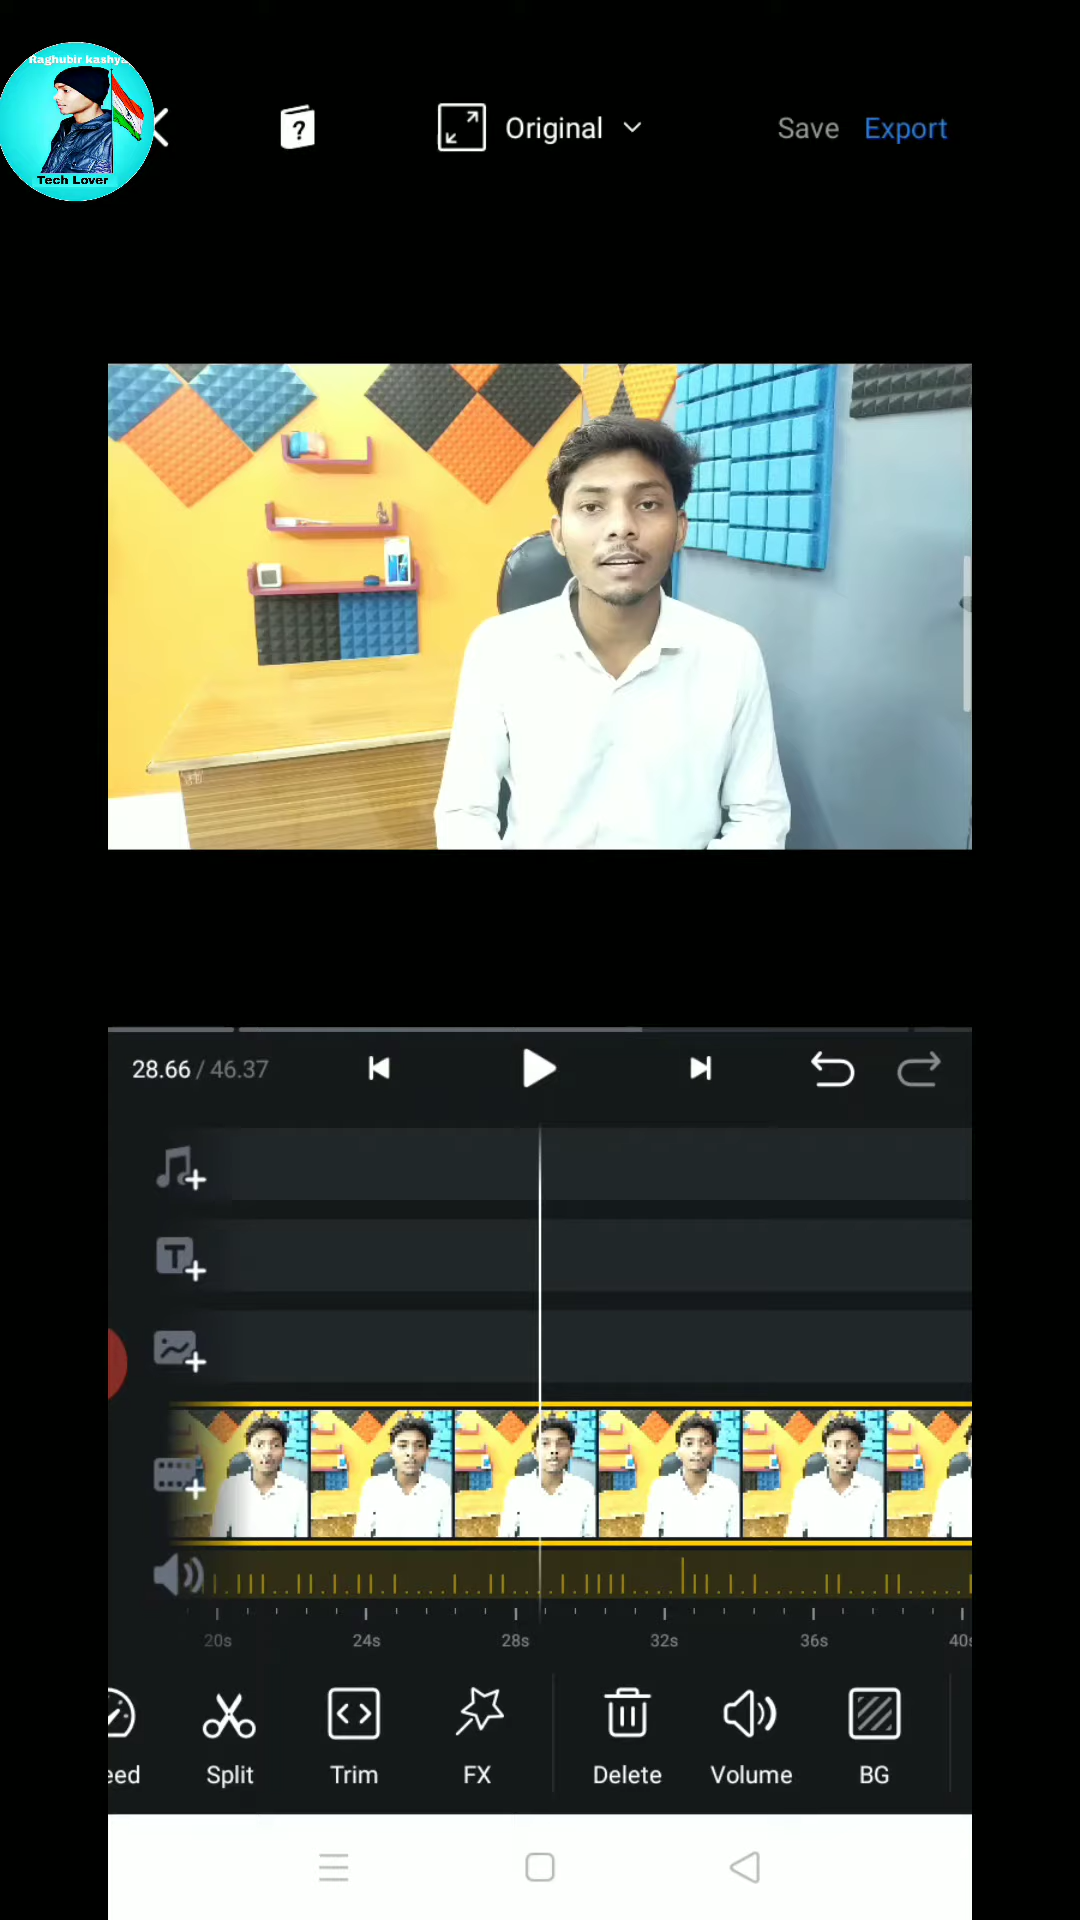 Raghubir kashya
Tech Lover
?
Original
Save
Export
28.66 / 46.37
T
20s
24s
28s
32s
36s
40s
eed
Split
Trim
FX
Delete
Volume
BG